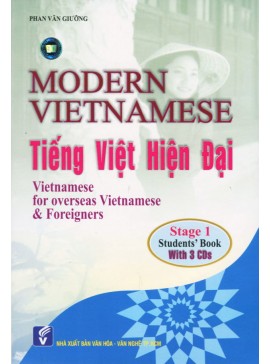 PHAN VĂN GIƯỠNG
MODERN
VIETNAMESE
Tiếng Việt Hiện Đại
Vietnamese
for overseas Vietnamese
& Foreigners
Stage 1
Students' Book
With 3 CDs
NHÀ XUẤT BẢN VĂN HÓA - VĂN NGHỆ TP. HCM